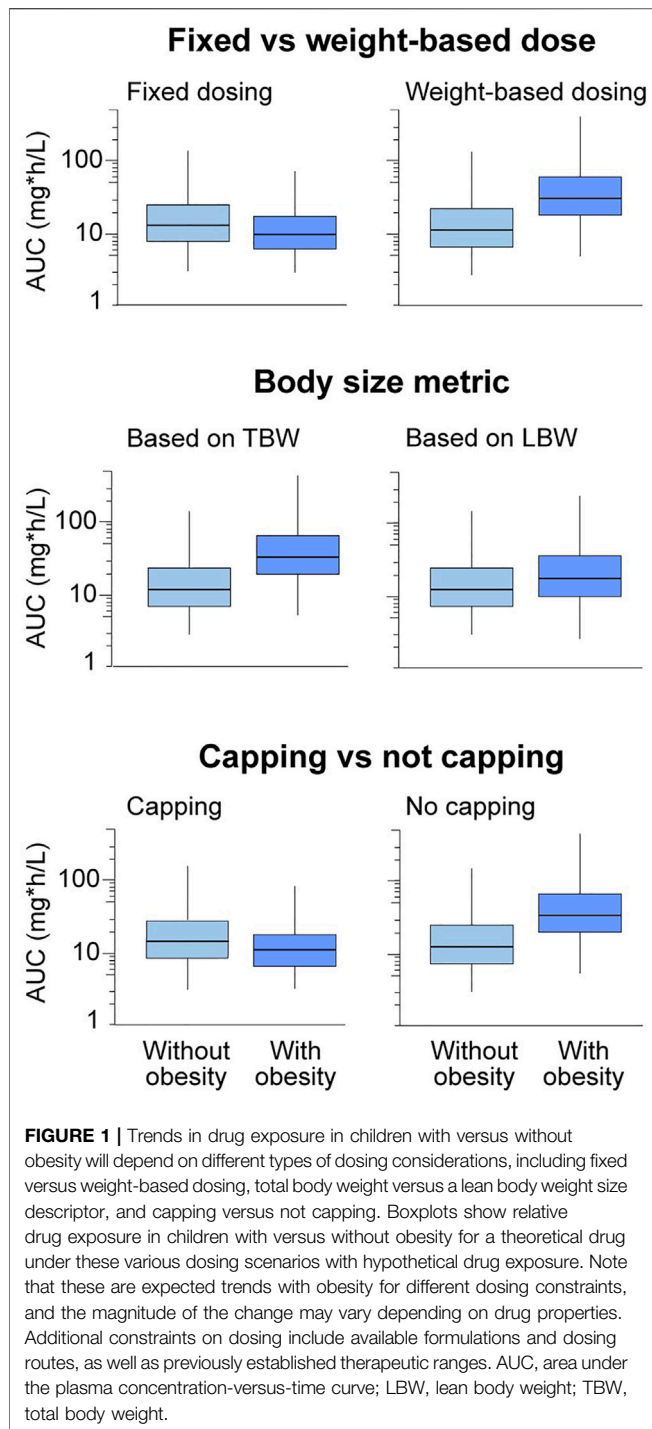 Fixed vs weight-based dose
Fixed dosing
Weight-based dosing
AUC (mg*h/L)
100
10
1
Body size metric
Based on TBW
Based on LBW
AUC (mg*h/L)
100
10
1
Capping vs not capping
Capping
No capping
AUC (mg*h/L)
100
10
1
Without obesity
With obesity
Without obesity
With obesity
FIGURE 1 | Trends in drug exposure in children with versus without
obesity will depend on different types of dosing considerations, including fixed
versus weight-based dosing, total body weight versus a lean body weight size
descriptor, and capping versus not capping. Boxplots show relative
drug exposure in children with versus without obesity for a theoretical drug
under these various dosing scenarios with hypothetical drug exposure. Note
that these are expected trends with obesity for different dosing constraints,
and the magnitude of the change may vary depending on drug properties.
Additional constraints on dosing include available formulations and dosing
routes, as well as previously established therapeutic ranges. AUC, area under
the plasma concentration-versus-time curve; LBW, lean body weight; TBW,
total body weight.